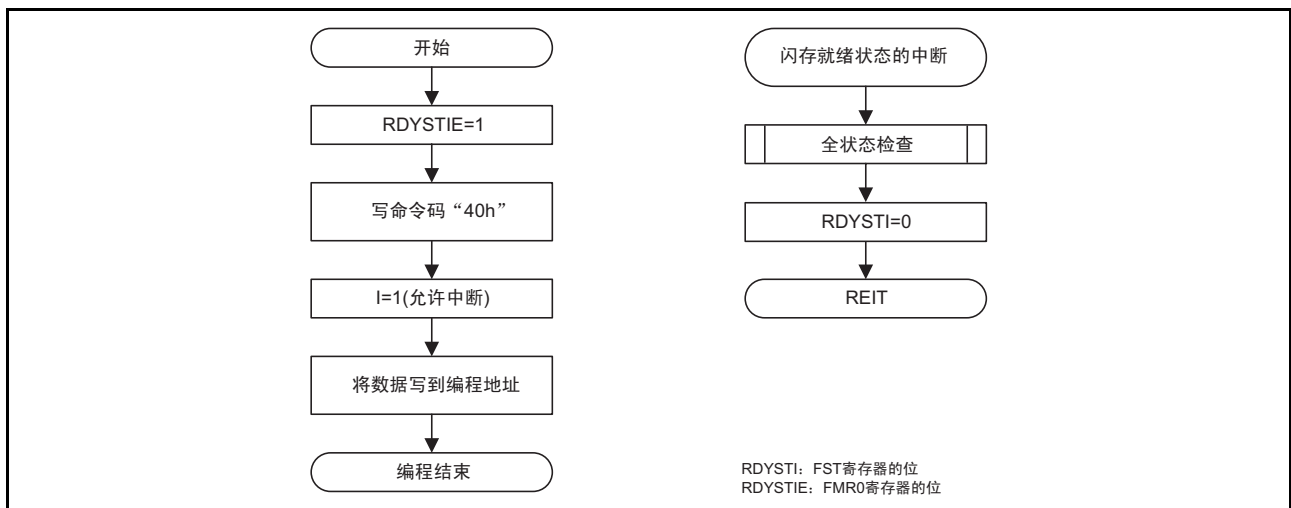 开始
RDYSTIE=1
写命令码“40h”
I=1(允许中断)
将数据写到编程地址
编程结束
闪存就绪状态的中断
全状态检查
RDYSTI=0
REIT
RDYSTI：FST寄存器的位
RDYSTIE：FMR0寄存器的位